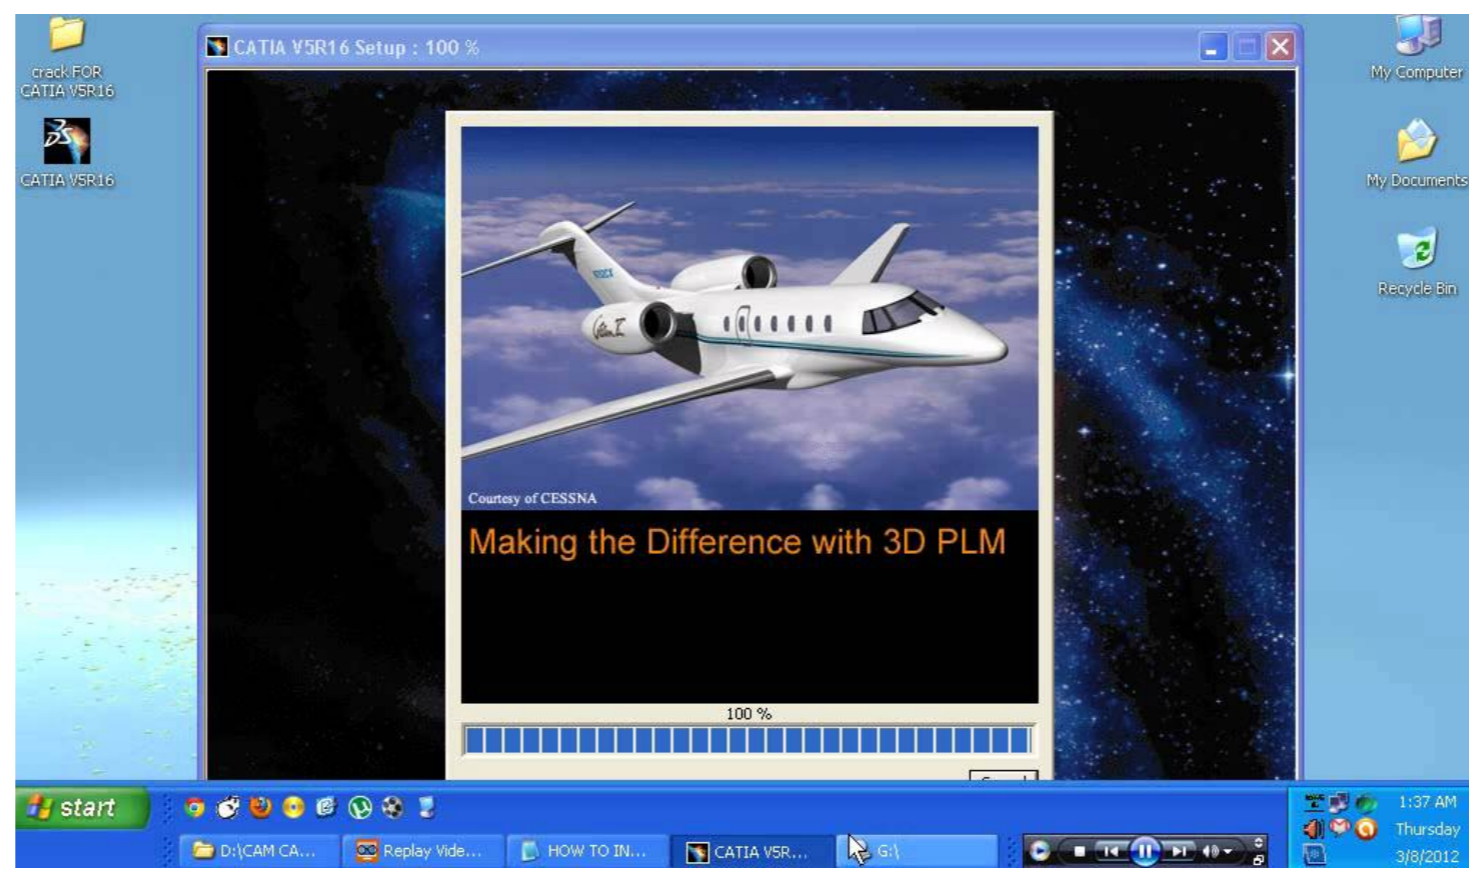 crack FOR
CATIA V5R16
CATIA V5R16
CATIA V5R16 Setup : 100 %
My Computer
My Documents
Recycle Bin
Courtesy of CESSNA
Making the Difference with 3D PLM
100 %
start
D:\CAM CA...
Replay Vide...
HOW TO IN...
CATIA V5R...
G:\
1:37 AM
Thursday
3/8/2012